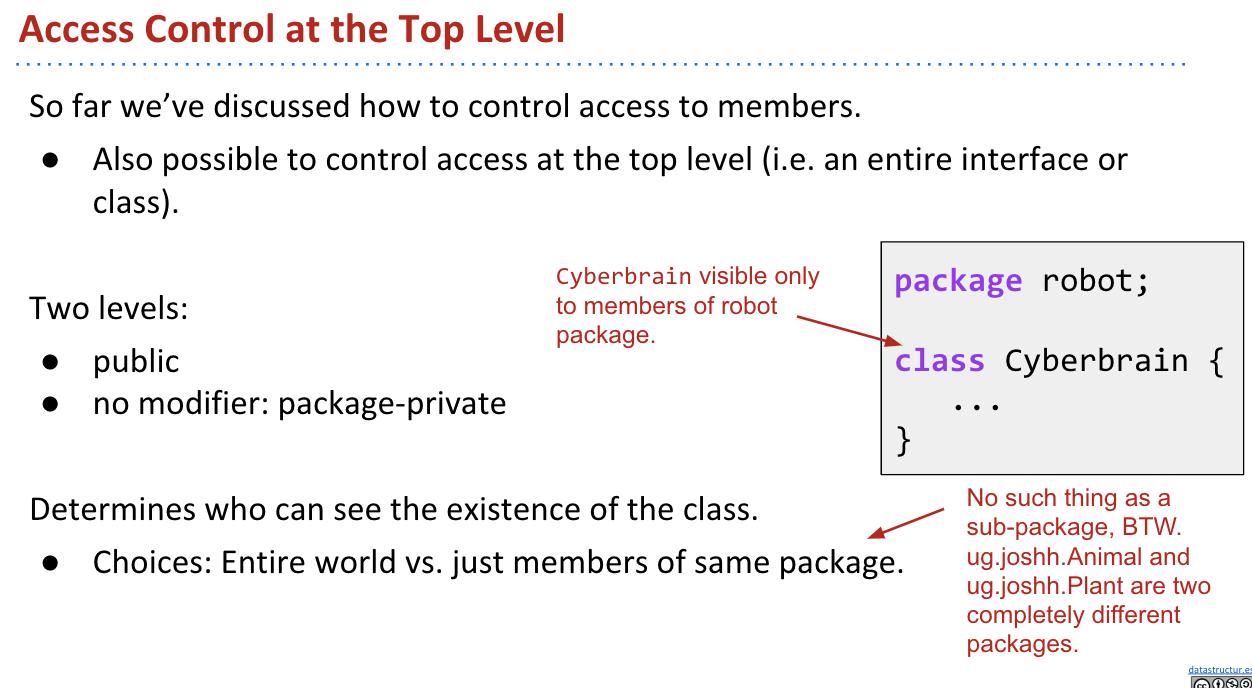 Access Control at the Top Level
So far we’ve discussed how to control access to members.
● Also possible to control access at the top level (i.e. an entire interface or
class).
Cyberbrain visible only
to members of robot
package.
package robot;
class Cyberbrain {
...
}
Two levels:
● public
● no modifier: package-private
Determines who can see the existence of the class.
● Choices: Entire world vs. just members of same package.
No such thing as a
sub-package, BTW.
ug.joshh.Animal and
ug.joshh.Plant are two
completely different
packages.
datastructur.es